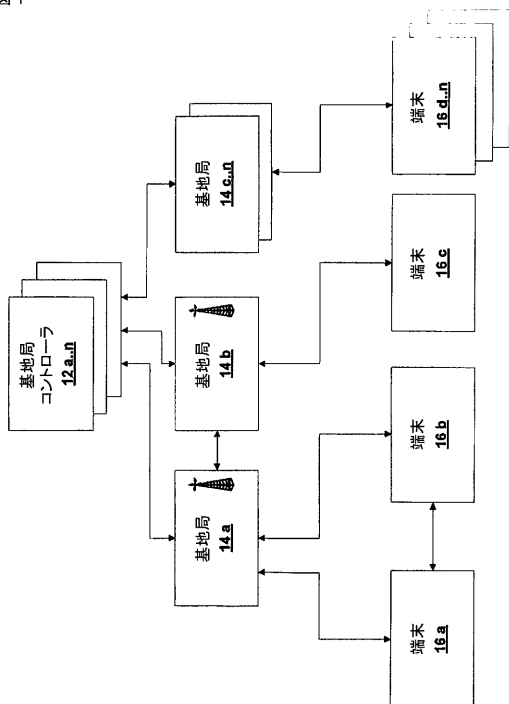 図1
基地局
コントローラ
12 a..n
基地局
14 a
基地局
14 b
基地局
14 c..n
端末
16 a
端末
16 b
端末
16 c
端末
16 d..n